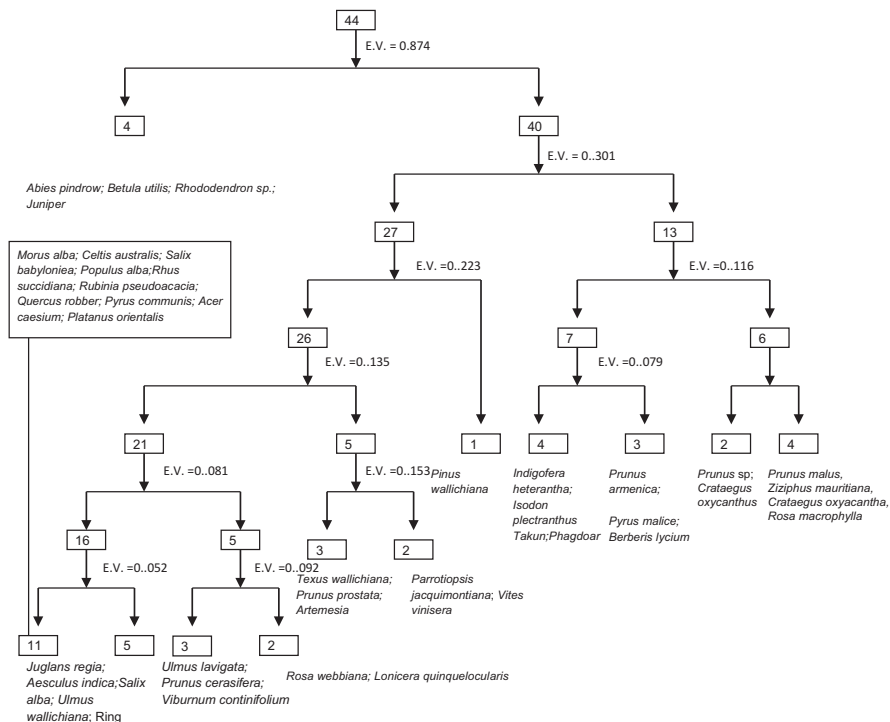 44
E.V. = 0.874
4
40
E.V. = 0..301
Abies pindrow; Betula utilis; Rhododendron sp.;
Juniper
27
13
Morus alba; Celtis australis; Salix
babyloniea; Populus alba;Rhus
succidiana; Rubinia pseudoacacia;
Quercus robber; Pyrus communis; Acer
caesium; Platanus orientalis
E.V. =0..223
E.V. =0..116
26
7
6
E.V. =0..135
E.V. =0..079
21
5
1
4
3
2
4
E.V. =0..081
E.V. =0..153
Pinus
wallichiana
Indigofera
heterantha;
Isodon
plectranthus
Takun;Phagdoar
Prunus
armenica;
Pyrus malice;
Berberis lycium
Prunus sp;
Crataegus
oxycanthus
Prunus malus,
Ziziphus mauritiana,
Crataegus oxyacantha,
Rosa macrophylla
16
5
3
2
E.V. =0..052
E.V. =0..092
Texus wallichiana;
Prunus prostata;
Artemesia
Parrotiopsis
jacquimontiana; Vites
vinisera
11
5
3
2
Juglans regia;
Aesculus indica;Salix
alba; Ulmus
wallichiana; Ring
Ulmus lavigata;
Prunus cerasifera;
Viburnum continifolium
Rosa webbiana; Lonicera quinquelocularis